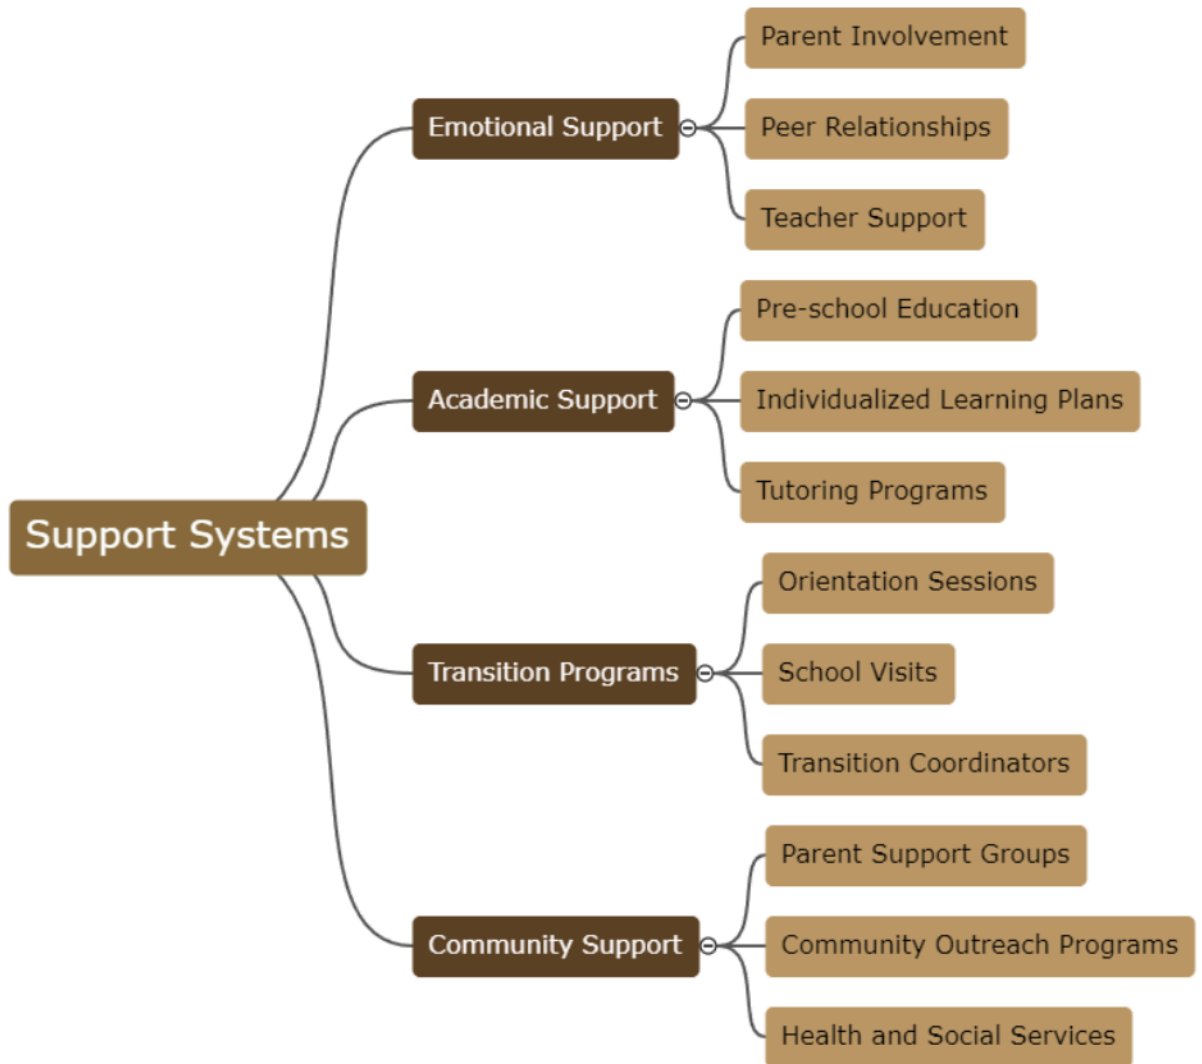 Support Systems
Emotional Support
Parent Involvement
Peer Relationships
Teacher Support
Academic Support
Pre-school Education
Individualized Learning Plans
Tutoring Programs
Transition Programs
Orientation Sessions
School Visits
Transition Coordinators
Community Support
Parent Support Groups
Community Outreach Programs
Health and Social Services